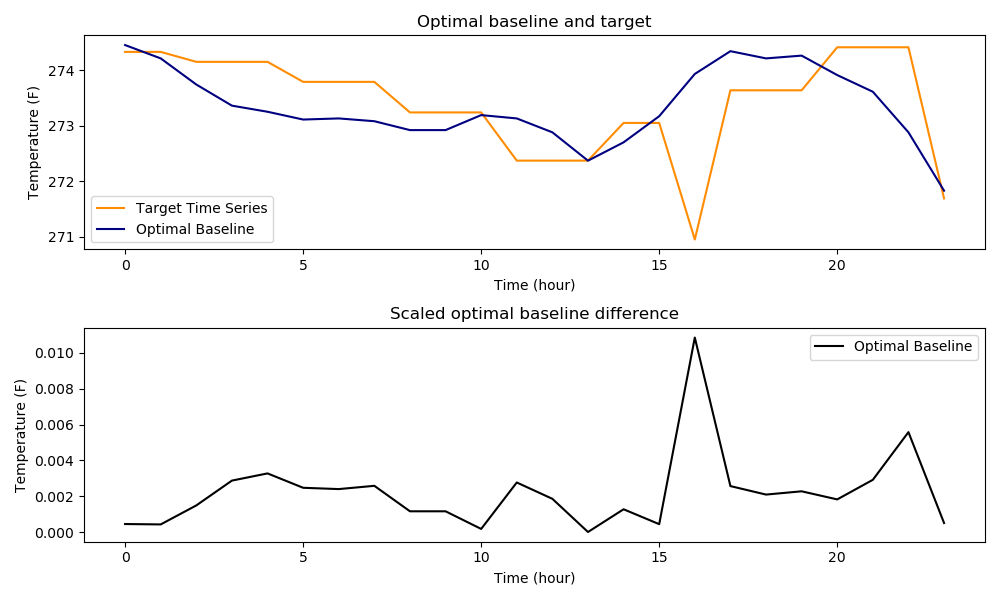 Optimal baseline and target
Temperature (F)
274
273
272
271
Target Time Series
Optimal Baseline
0 5 10 15 20
Time (hour)
Scaled optimal baseline difference
Temperature (F)
0.010
0.008
0.006
0.004
0.002
0.000
Optimal Baseline
0 5 10 15 20
Time (hour)